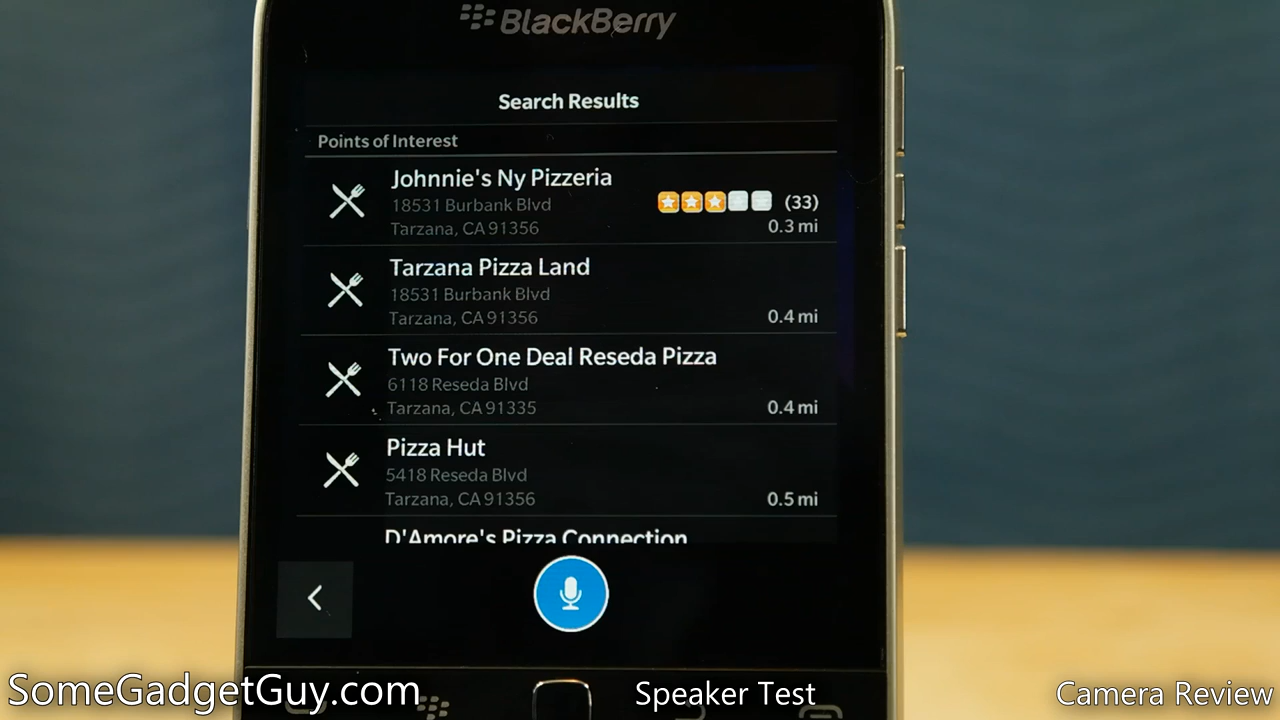 BlackBerry
Search Results
Points of Interest
Johnnie's Ny Pizzeria
18531 Burbank Blvd
(33)
Tarzana, CA 91356
0.3 mi
Tarzana Pizza Land
18531 Burbank Blvd
Tarzana, CA 91356
0.4 mi
Two For One Deal Reseda Pizza
6118 Reseda Blvd
Tarzana, CA 91335
0.4 mi
Pizza Hut
5418 Reseda Blvd
Tarzana, CA 91356
0.5 mi
D'Amore's Pizza Connection
SomeGadgetGuy.com
Speaker Test
Camera Review